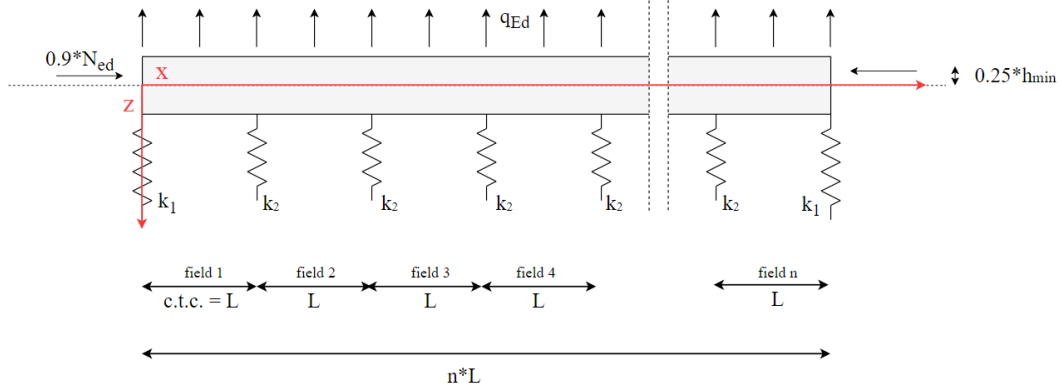 q_Ed
0.9*N_ed
x
0.25*h_min
z
k_1 k_2 k_2 k_2 k_2 k_2 k_1
field 1 field 2 field 3 field 4 field n
c.t.c. = L L L L L
n*L